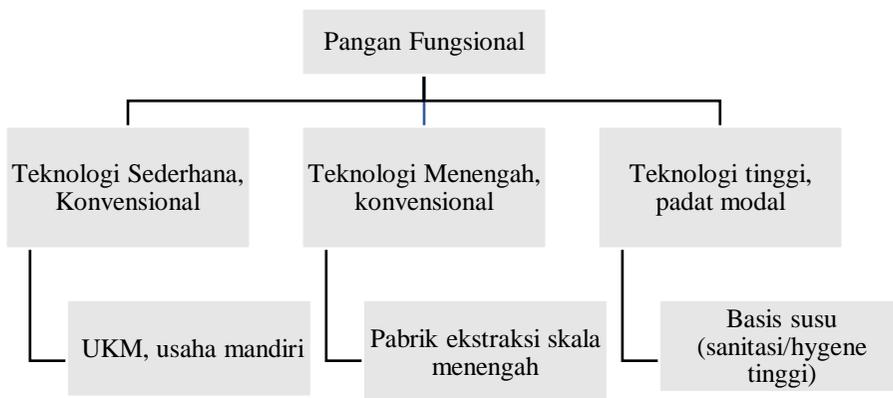 Pangan Fungsional
Teknologi Sederhana,
Konvensional
Teknologi Menengah,
konvensional
Teknologi tinggi,
padat modal
UKM, usaha mandiri
Pabrik ekstraksi skala
menengah
Basis susu
(sanitasi/hygene
tinggi)